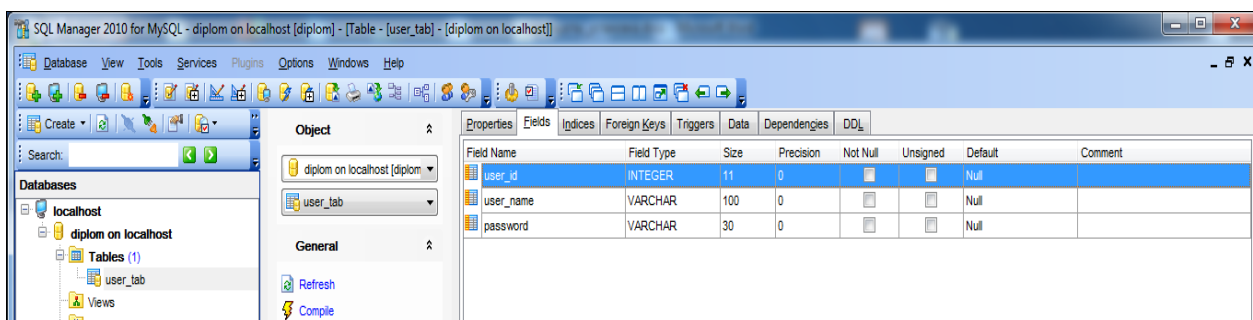 SQL Manager 2010 for MySQL - diplom on localhost [diplom] - [Table - [user_tab] - [diplom on localhost]]
Database View Tools Services Plugins Options Windows Help
Create
Search:
Databases
localhost
diplom on localhost
Tables (1)
user_tab
Views
Object
diplom on localhost [diplom
user_tab
General
Refresh
Compile
Properties Fields Indices Foreign Keys Triggers Data Dependencies DDL
Field Name Field Type Size Precision Not Null Unsigned Default Comment
user_id INTEGER 11 0 Null
user_name VARCHAR 100 0 Null
password VARCHAR 30 0 Null